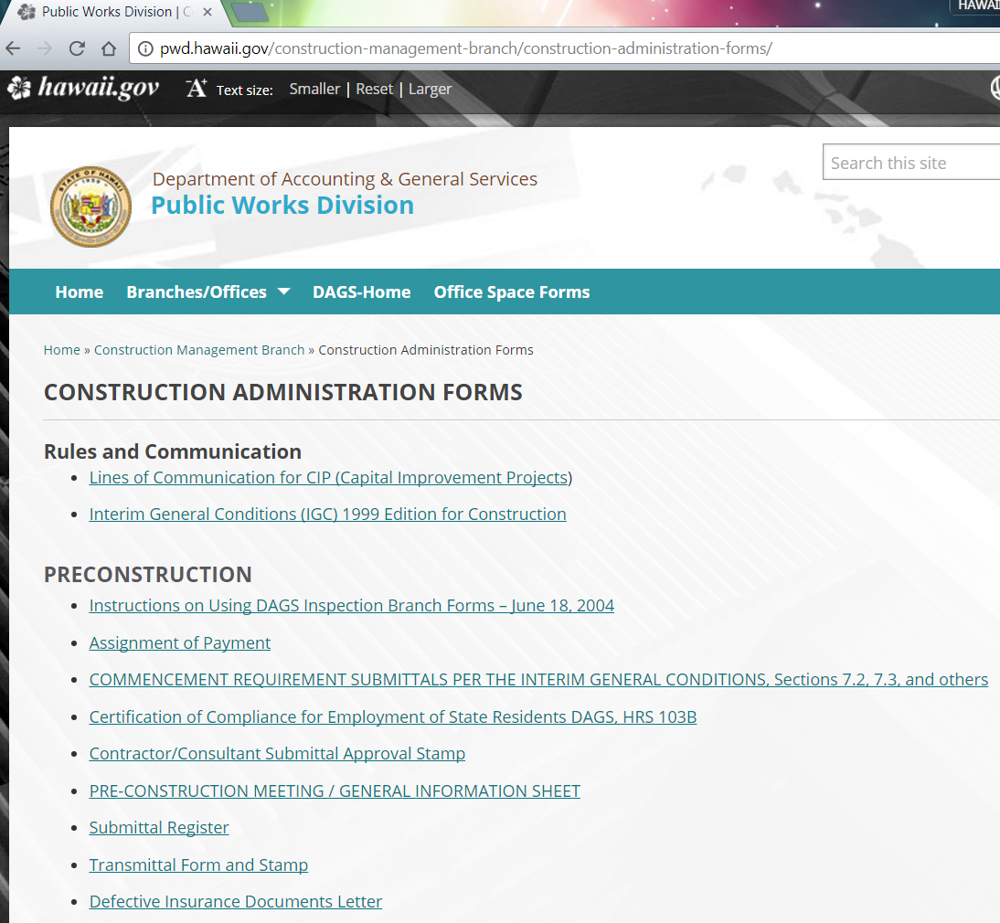 Public Works Division | C
HAWAII
pwd.hawaii.gov/construction-management-branch/construction-administration-forms/
hawaii.gov
A Text size: Smaller | Reset | Larger
Search this site
STATE OF HAWAII
1959
Department of Accounting & General Services
Public Works Division
Home Branches/Offices DAGS-Home Office Space Forms
Home » Construction Management Branch » Construction Administration Forms
CONSTRUCTION ADMINISTRATION FORMS
Rules and Communication
• Lines of Communication for CIP (Capital Improvement Projects)
• Interim General Conditions (IGC) 1999 Edition for Construction
PRECONSTRUCTION
• Instructions on Using DAGS Inspection Branch Forms – June 18, 2004
• Assignment of Payment
• COMMENCEMENT REQUIREMENT SUBMITTALS PER THE INTERIM GENERAL CONDITIONS, Sections 7.2, 7.3, and others
• Certification of Compliance for Employment of State Residents DAGS, HRS 103B
• Contractor/Consultant Submittal Approval Stamp
• PRE-CONSTRUCTION MEETING / GENERAL INFORMATION SHEET
• Submittal Register
• Transmittal Form and Stamp
• Defective Insurance Documents Letter